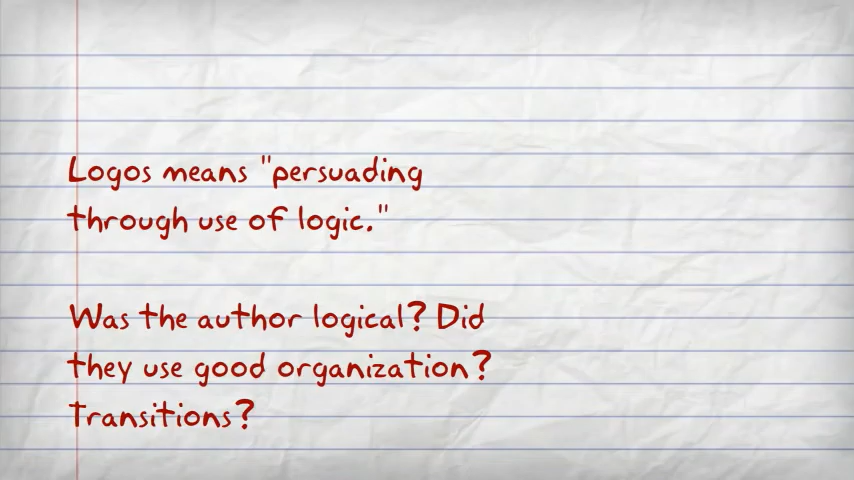 Logos means "persuading
through use of logic."
Was the author logical? Did
they use good organization?
Transitions?